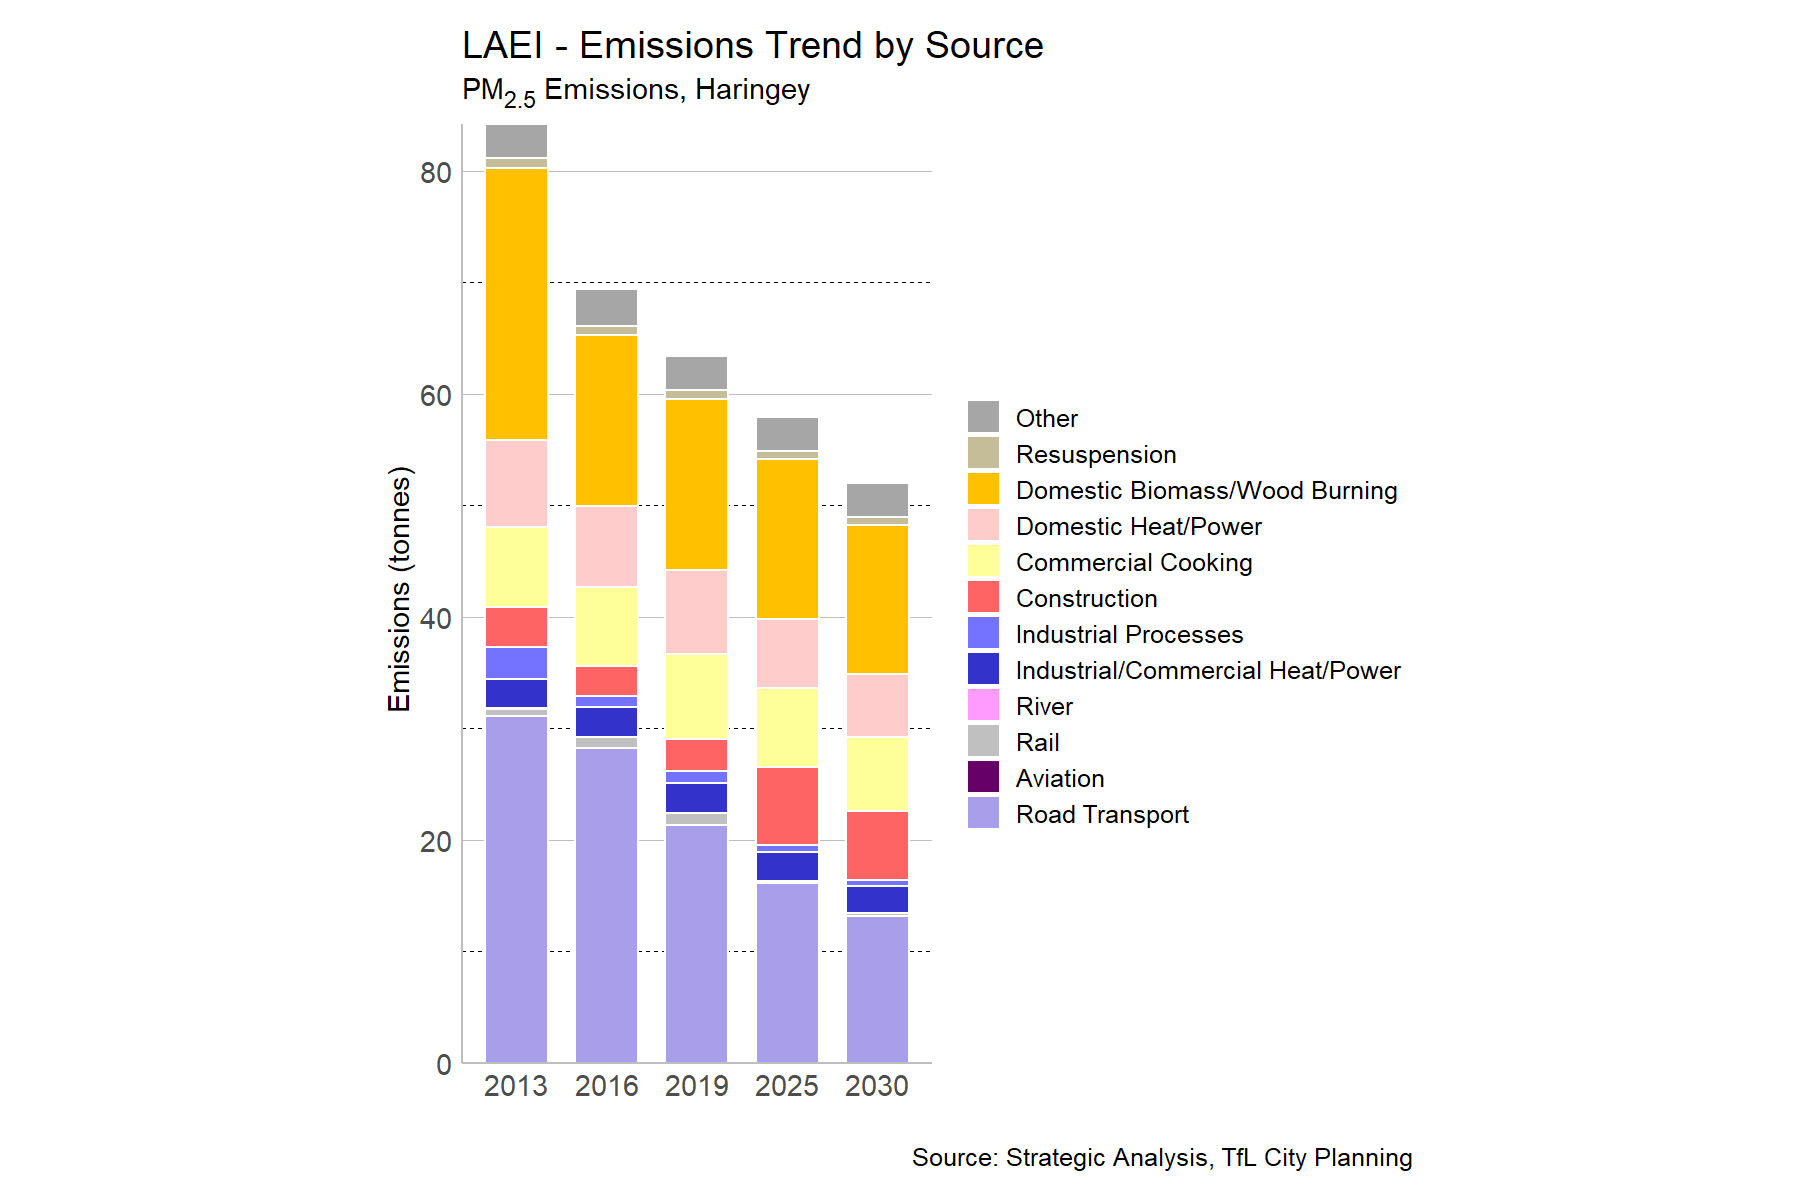 LAEI - Emissions Trend by Source
PM2.5 Emissions, Haringey
Emissions (tonnes)
80
60
40
20
0
2013 2016 2019 2025 2030
Other
Resuspension
Domestic Biomass/Wood Burning
Domestic Heat/Power
Commercial Cooking
Construction
Industrial Processes
Industrial/Commercial Heat/Power
River
Rail
Aviation
Road Transport
Source: Strategic Analysis, TfL City Planning